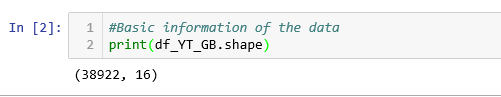 In [2]:
1 #Basic information of the data
2 print(df_YT_GB.shape)
(38922, 16)